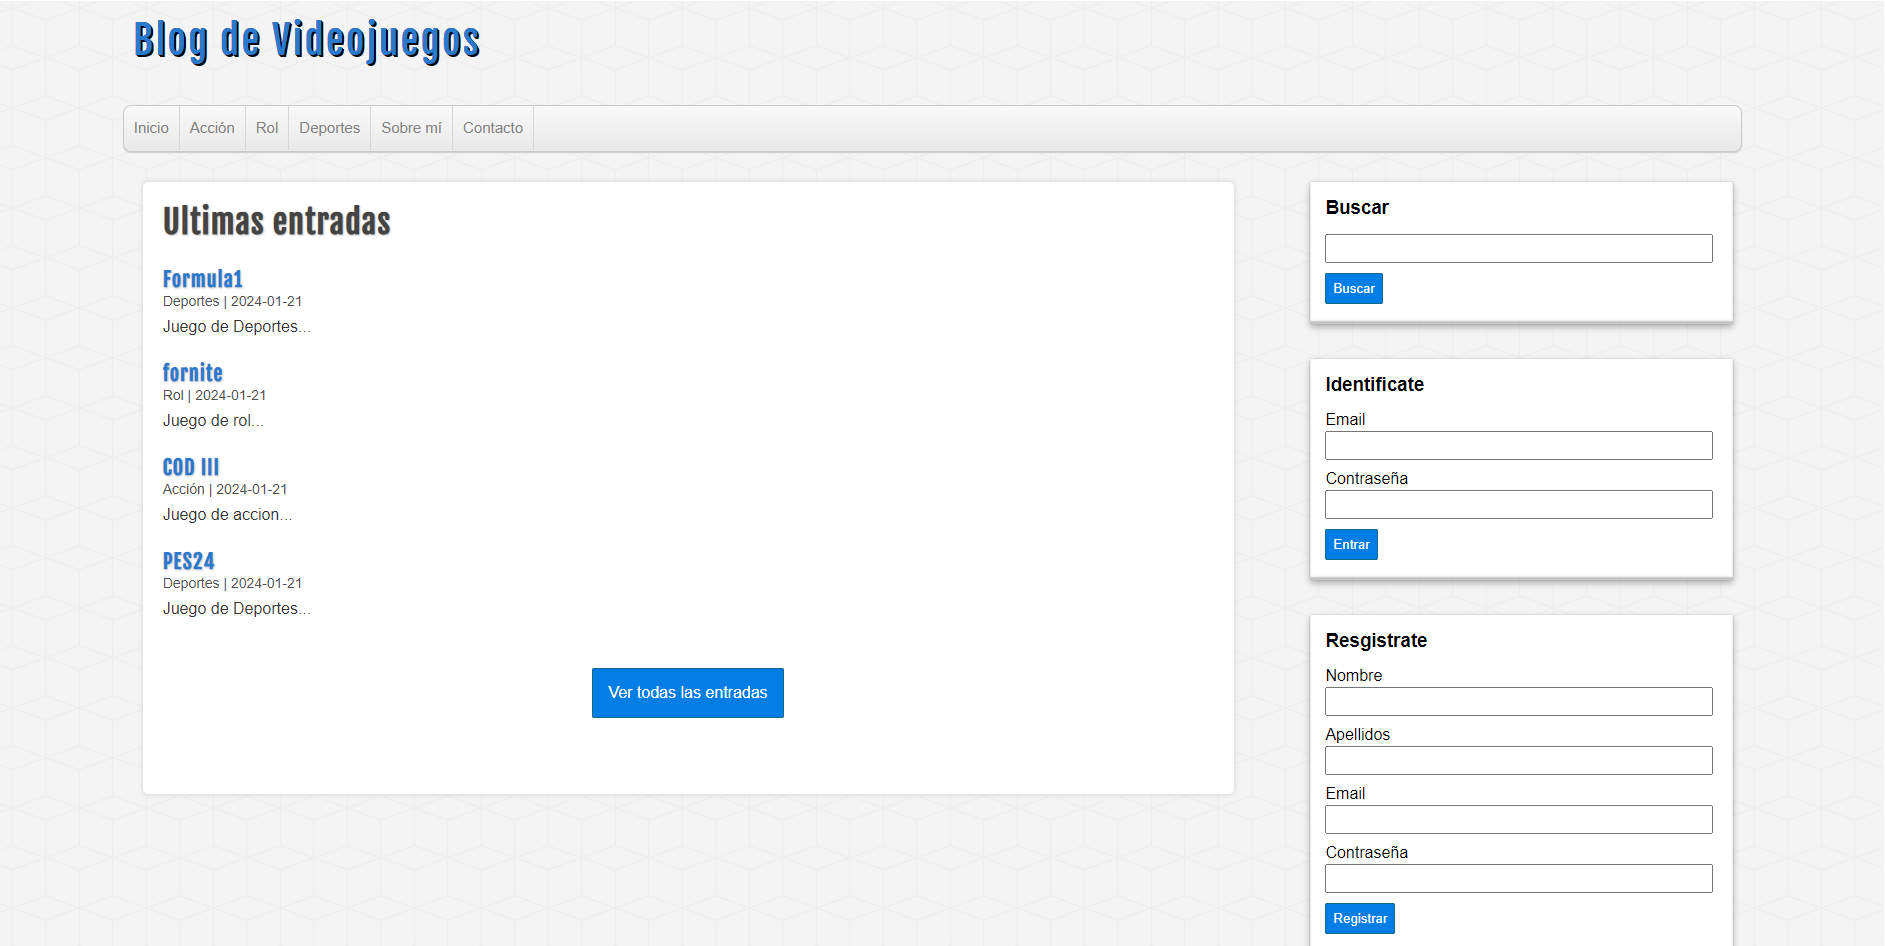 Blog de Videojuegos
Inicio Acción Rol Deportes Sobre mí Contacto
Ultimas entradas
Formula1
Deportes | 2024-01-21
Juego de Deportes...
fornite
Rol | 2024-01-21
Juego de rol...
COD III
Acción | 2024-01-21
Juego de accion...
PES24
Deportes | 2024-01-21
Juego de Deportes...
Ver todas las entradas
Buscar
Buscar
Identificate
Email
Contraseña
Entrar
Resgistrate
Nombre
Apellidos
Email
Contraseña
Registrar